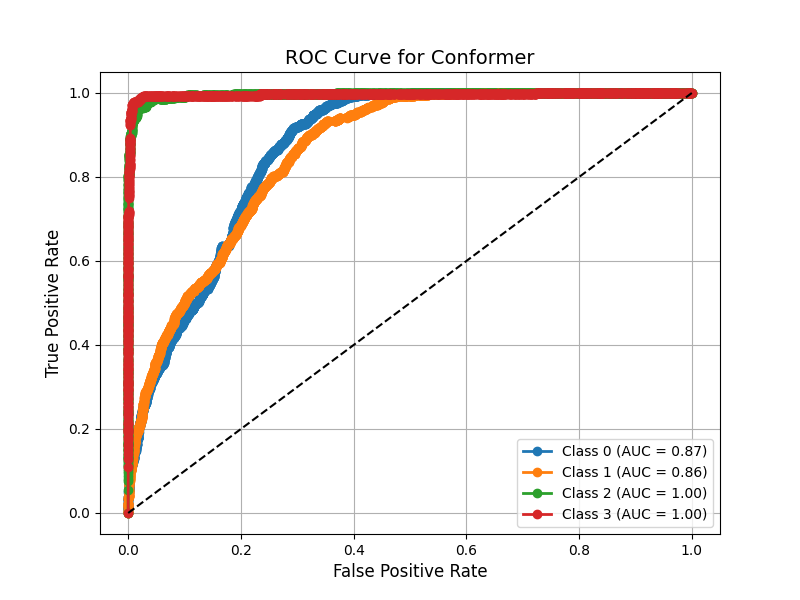 ROC Curve for Conformer
True Positive Rate
1.0
0.8
0.6
0.4
0.2
0.0
0.0 0.2 0.4 0.6 0.8 1.0
False Positive Rate
Class 0 (AUC = 0.87)
Class 1 (AUC = 0.86)
Class 2 (AUC = 1.00)
Class 3 (AUC = 1.00)